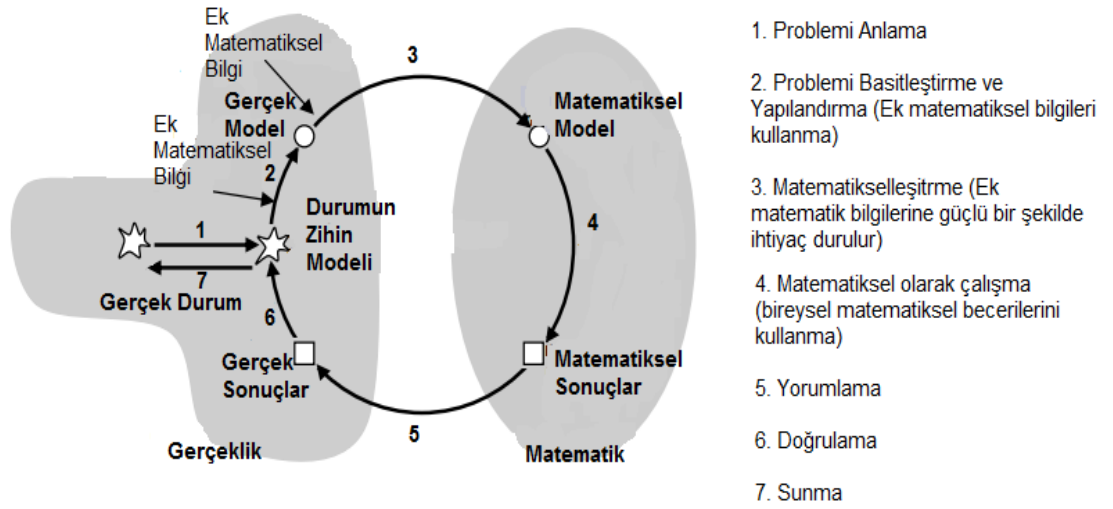 Ek
Matematiksel
Bilgi
3
Gerçek
Model
Matematiksel
Model
Ek
Matematiksel
Bilgi
2
Durumun
Zihin
Modeli
1
7
Gerçek Durum
4
6
Gerçek
Sonuçlar
Matematiksel
Sonuçlar
5
Gerçeklik
Matematik
1. Problemi Anlama
2. Problemi Basitleştirme ve
Yapılandırma (Ek matematiksel bilgileri
kullanma)
3. Matematikselleşitrme (Ek
matematik bilgilerine güçlü bir şekilde
ihtiyaç durulur)
4. Matematiksel olarak çalışma
(bireysel matematiksel becerilerini
kullanma)
5. Yorumlama
6. Doğrulama
7. Sunma